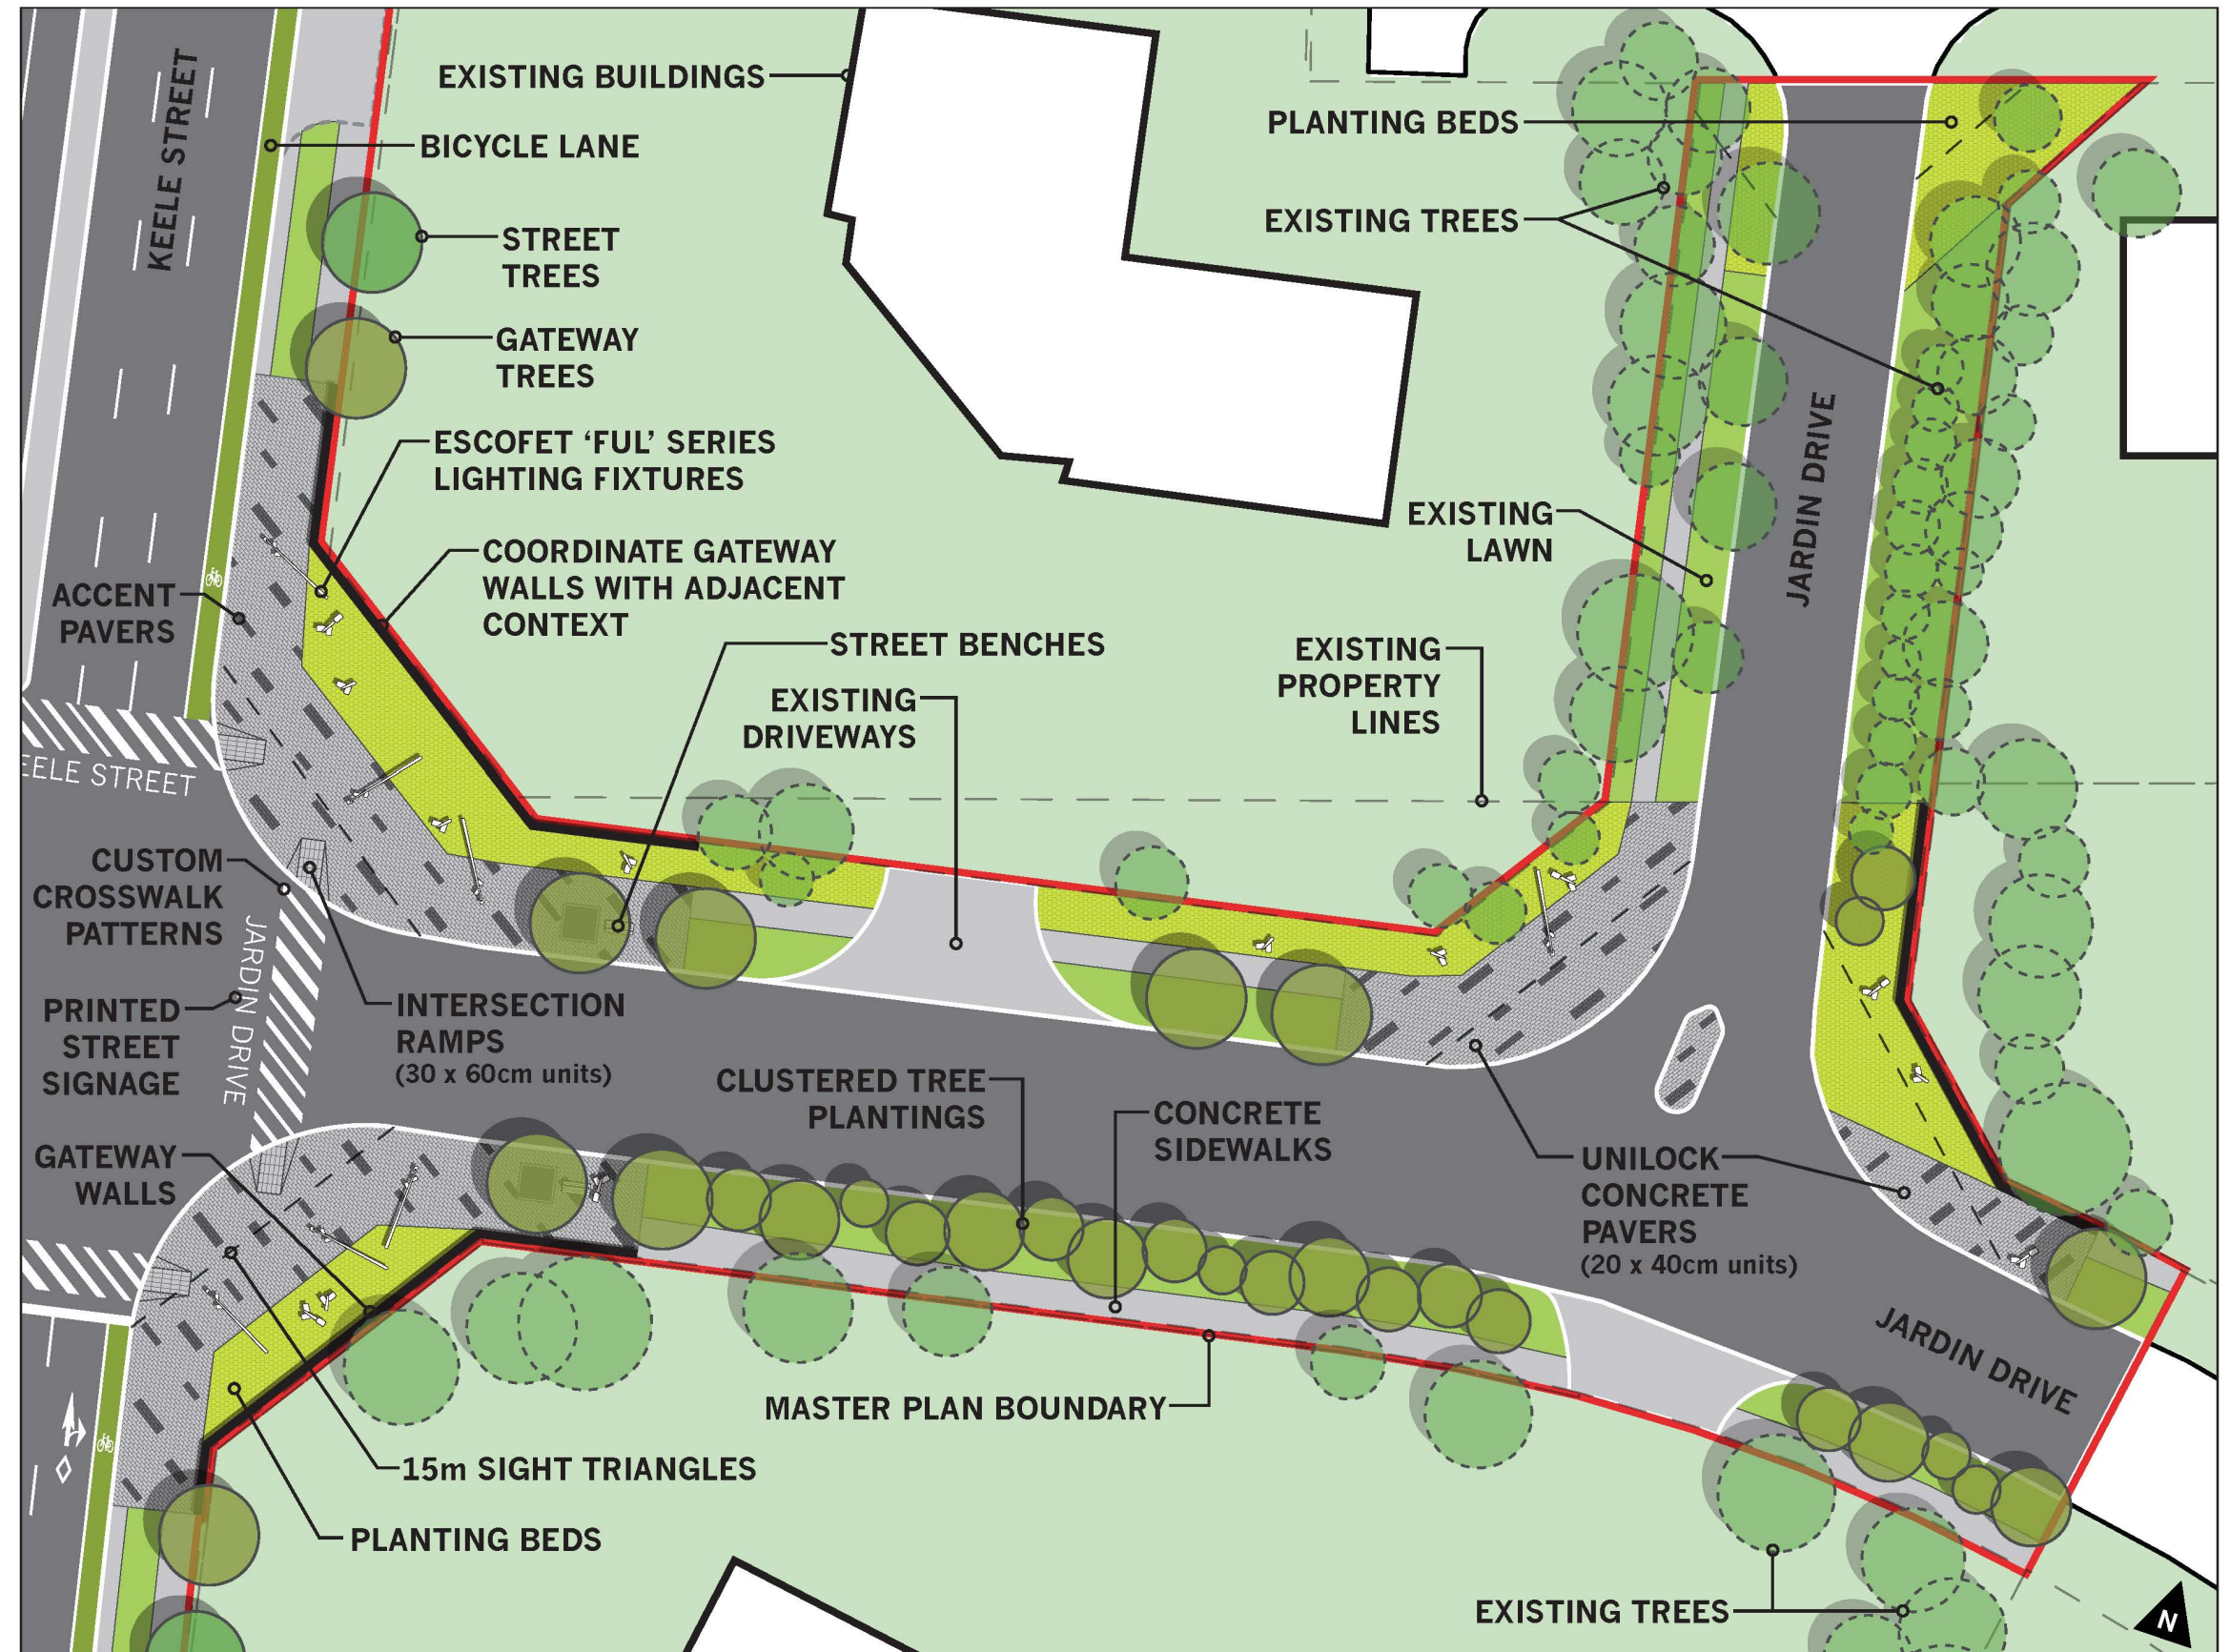 KEELE STREET
EXISTING BUILDINGS
BICYCLE LANE
STREET
TREES
GATEWAY
TREES
ESCOFET ‘FUL’ SERIES
LIGHTING FIXTURES
COORDINATE GATEWAY
WALLS WITH ADJACENT
CONTEXT
ACCENT
PAVERS
STREET BENCHES
EXISTING
DRIVEWAYS
PLANTING BEDS
EXISTING TREES
EXISTING
LAWN
JARDIN DRIVE
EXISTING
PROPERTY
LINES
EELE STREET
CUSTOM
CROSSWALK
PATTERNS
JARDIN DRIVE
PRINTED
STREET
SIGNAGE
INTERSECTION
RAMPS
(30 x 60cm units)
GATEWAY
WALLS
CLUSTERED TREE
PLANTINGS
CONCRETE
SIDEWALKS
UNILOCK
CONCRETE
PAVERS
(20 x 40cm units)
JARDIN DRIVE
MASTER PLAN BOUNDARY
15m SIGHT TRIANGLES
PLANTING BEDS
EXISTING TREES
N